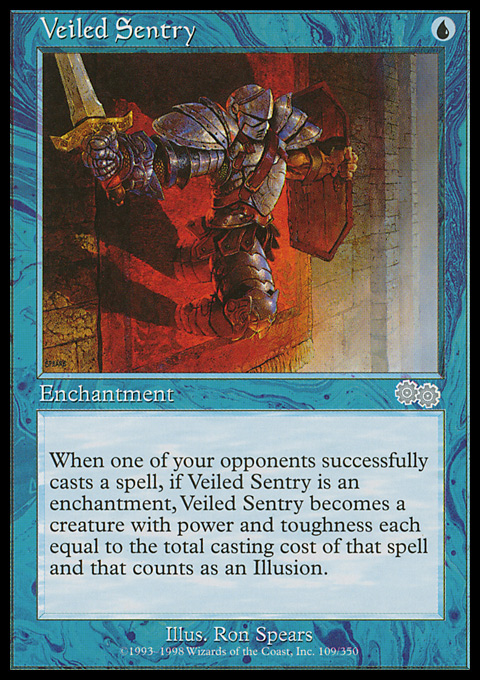 Veiled Sentry
SPEARS
Enchantment
When one of your opponents successfully
casts a spell, if Veiled Sentry is an
enchantment, Veiled Sentry becomes a
creature with power and toughness each
equal to the total casting cost of that spell
and that counts as an Illusion.
Illus. Ron Spears
©1993–1998 Wizards of the Coast, Inc. 109/350